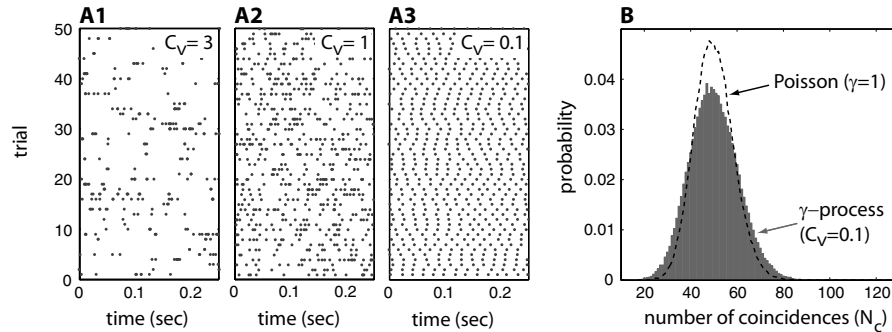 A1
A2
A3
B
C_V= 3
C_V= 1
C_V= 0.1
50
40
30
20
10
0
trial
0
0.1
0.2
time (sec)
0
0.1
0.2
time (sec)
0
0.1
0.2
time (sec)
0.04
0.03
0.02
0.01
0
probability
Poisson (γ=1)
γ−process
(C_V=0.1)
20
40
60
80
100
number of coincidences (N_c)